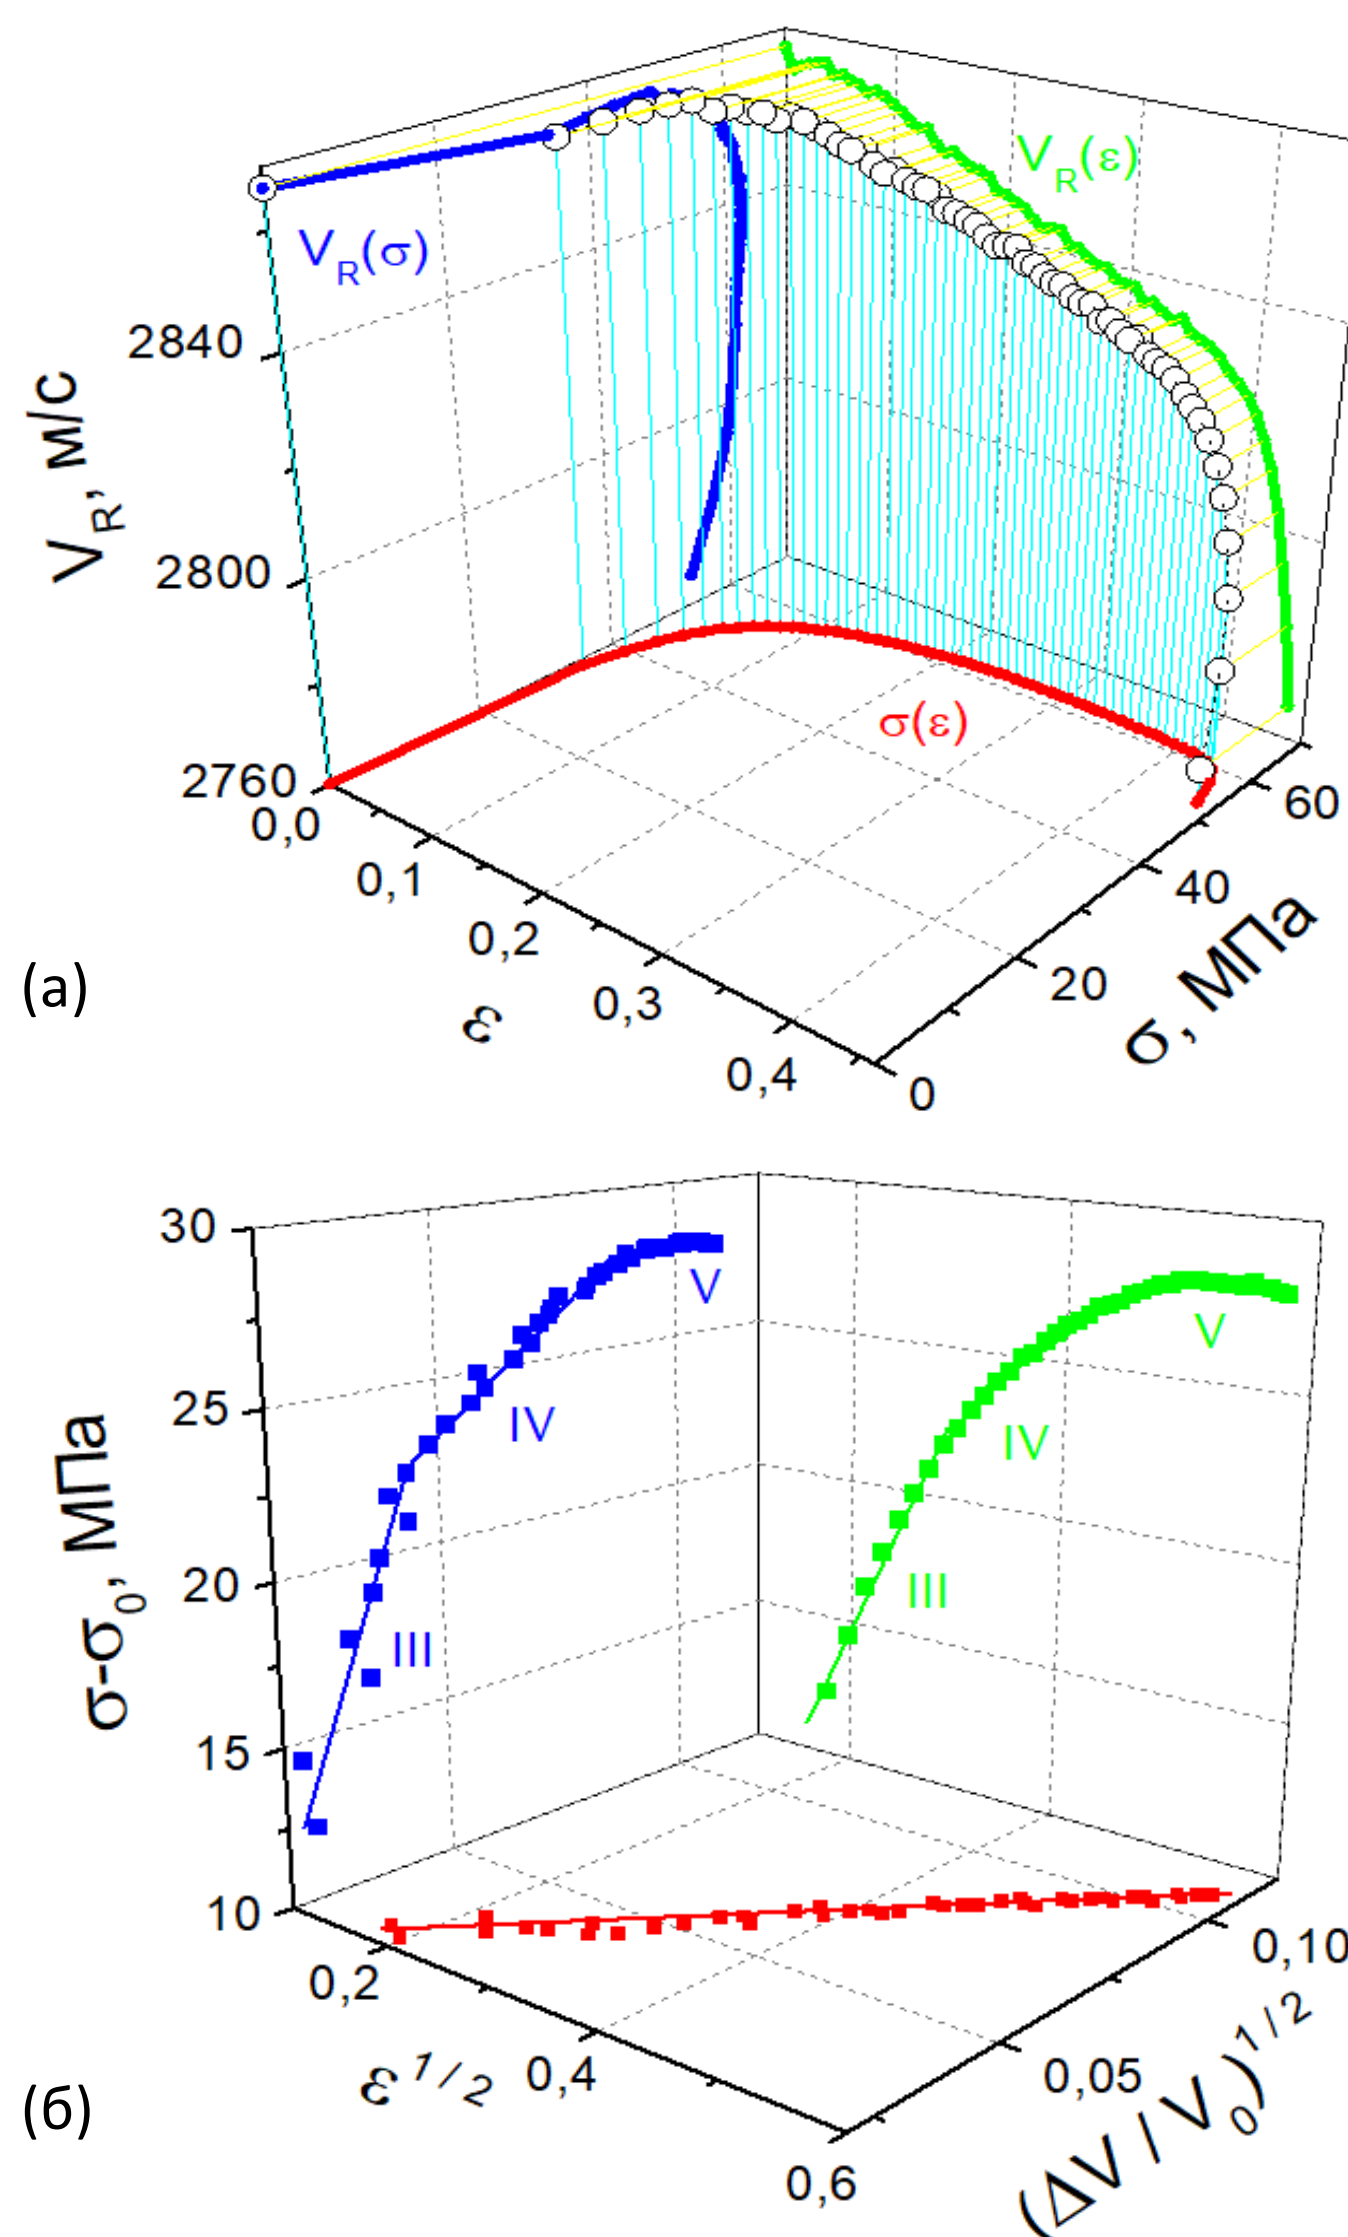 V_R(ε)
V_R(σ)
2840
V_R, м/с
2800
σ(ε)
2760
0,0
60
0,1
40
0,2
σ, МПа
(а)
20
0,3
ε
0,4
0
30
V
V
25
IV
IV
σ-σ_0, МПа
20
III
III
15
10
0,10
0,2
ε^1/2
0,4
0,05
(б)
(ΔV / V_0)^1/2
0,6